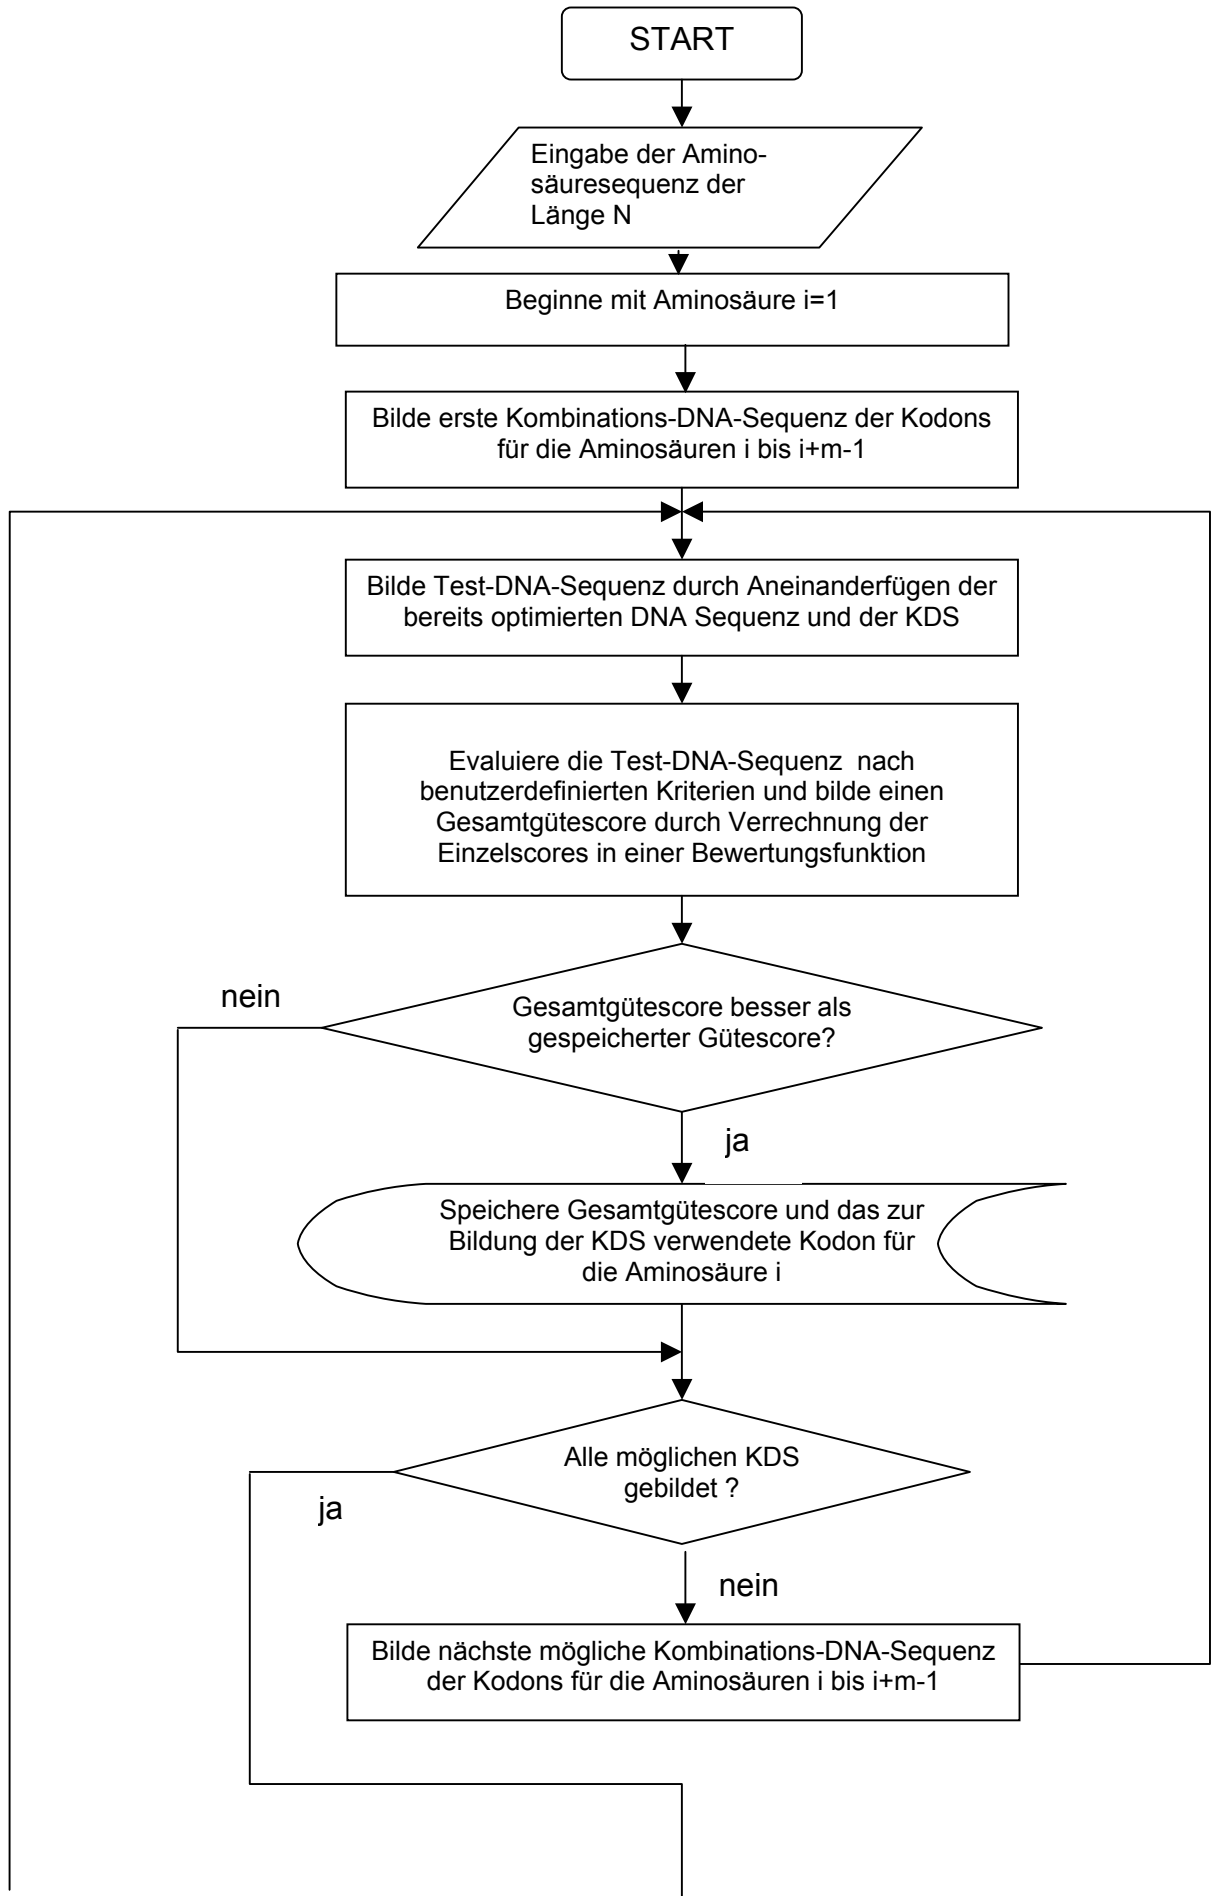 START
Eingabe der Amino-
säuresequenz der
Länge N
Beginne mit Aminosäure i=1
Bilde erste Kombinations-DNA-Sequenz der Kodons
für die Aminosäuren i bis i+m-1
Bilde Test-DNA-Sequenz durch Aneinanderfügen der
bereits optimierten DNA Sequenz und der KDS
Evaluiere die Test-DNA-Sequenz nach
benutzerdefinierten Kriterien und bilde einen
Gesamtgütescore durch Verrechnung der
Einzelscores in einer Bewertungsfunktion
nein
Gesamtgütescore besser als
gespeicherter Gütescore?
ja
Speichere Gesamtgütescore und das zur
Bildung der KDS verwendete Kodon für
die Aminosäure i
Alle möglichen KDS
gebildet ?
ja
nein
Bilde nächste mögliche Kombinations-DNA-Sequenz
der Kodons für die Aminosäuren i bis i+m-1